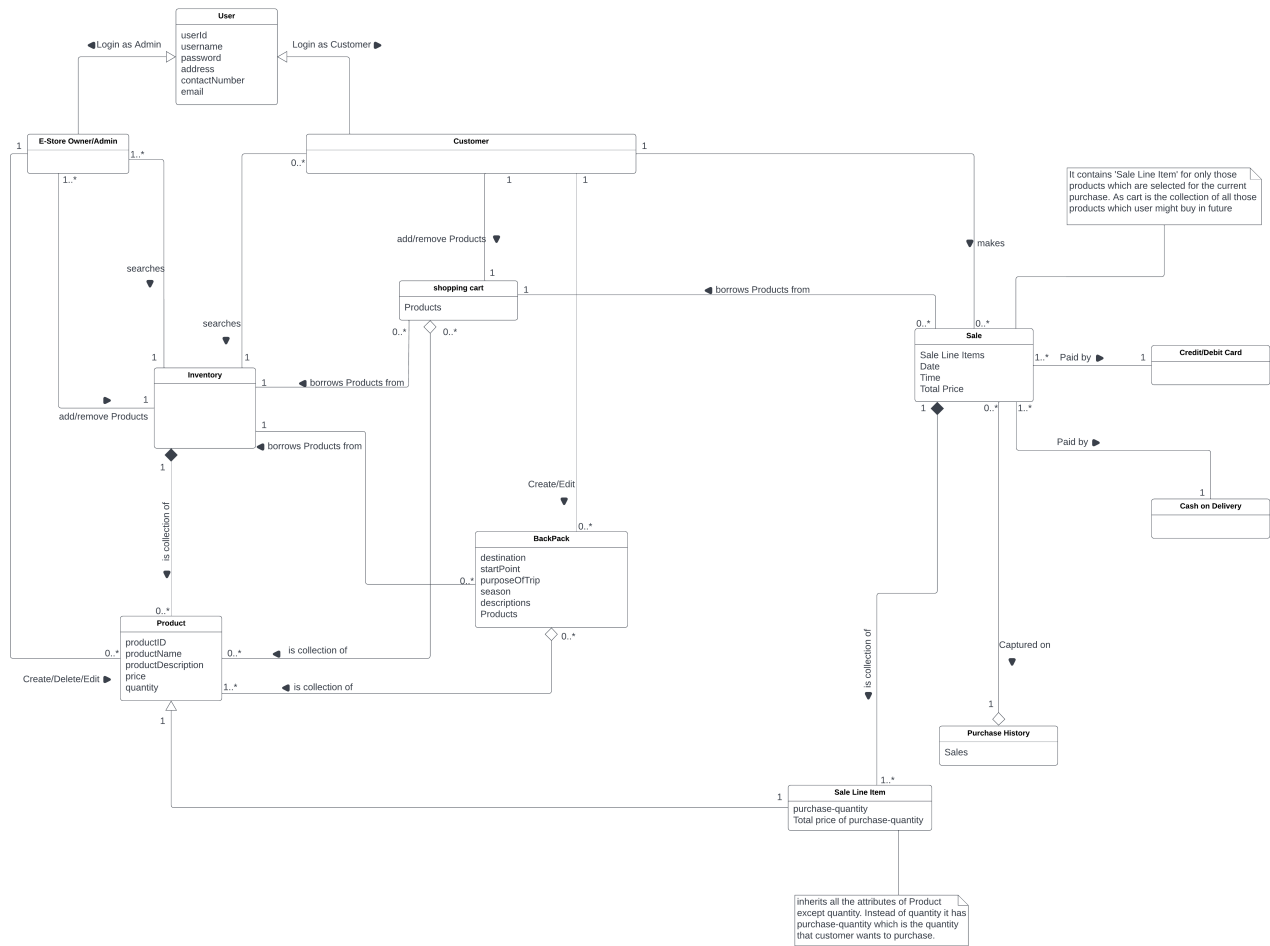 User
userId
username
password
address
contactNumber
email
Login as Admin
Login as Customer
E-Store Owner/Admin
1
1..*
1..*
Customer
0..*
1
1
1
It contains 'Sale Line Item' for only those
products which are selected for the current
purchase. As cart is the collection of all those
products which user might buy in future
add/remove Products
makes
searches
1
shopping cart
Products
1
borrows Products from
0..*
0..*
searches
0..*
0..*
Sale
Sale Line Items
Date
Time
Total Price
1..*
Paid by
1
Credit/Debit Card
1
1
Inventory
1
borrows Products from
1
add/remove Products
1
borrows Products from
1
0..*
1..*
Paid by
1
Cash on Delivery
1
is collection of
Create/Edit
0..*
BackPack
destination
startPoint
purposeOfTrip
season
descriptions
Products
0..*
0..*
0..*
Product
productID
productName
productDescription
price
quantity
0..*
Create/Delete/Edit
0..*
is collection of
1..*
is collection of
1
is collection of
Captured on
1
Purchase History
Sales
1..*
1
Sale Line Item
purchase-quantity
Total price of purchase-quantity
inherits all the attributes of Product
except quantity. Instead of quantity it has
purchase-quantity which is the quantity
that customer wants to purchase.